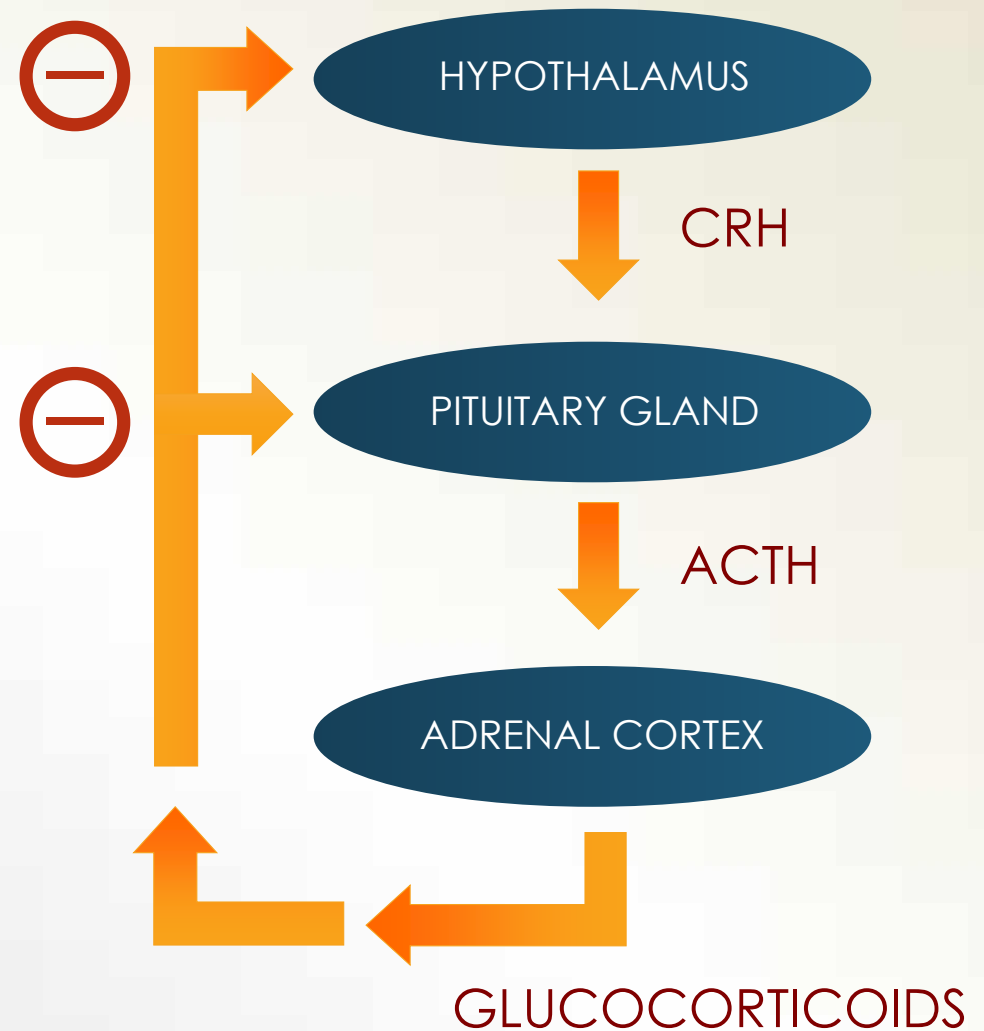 HYPOTHALAMUS
CRH
PITUITARY GLAND
ACTH
ADRENAL CORTEX
GLUCOCORTICOIDS